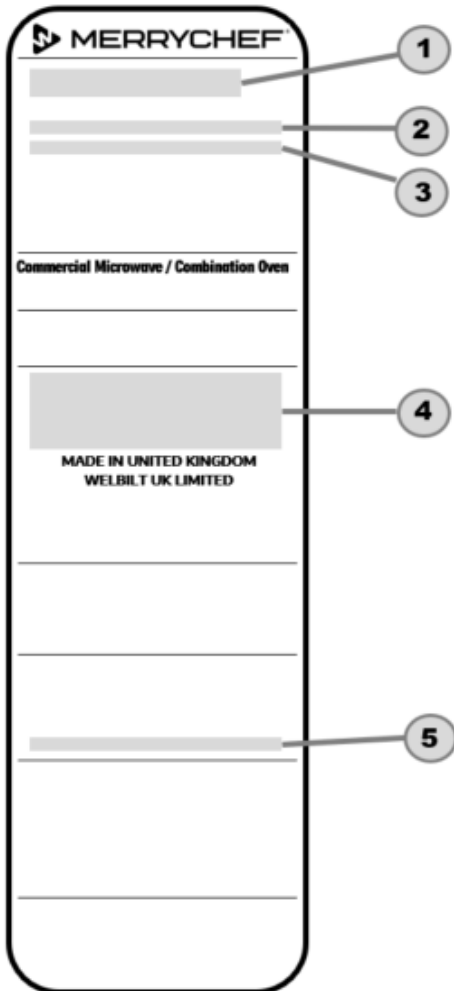 MERRYCHEF
1
2
3
Commercial Microwave / Combination Oven
4
MADE IN UNITED KINGDOM
WELBILT UK LIMITED
5